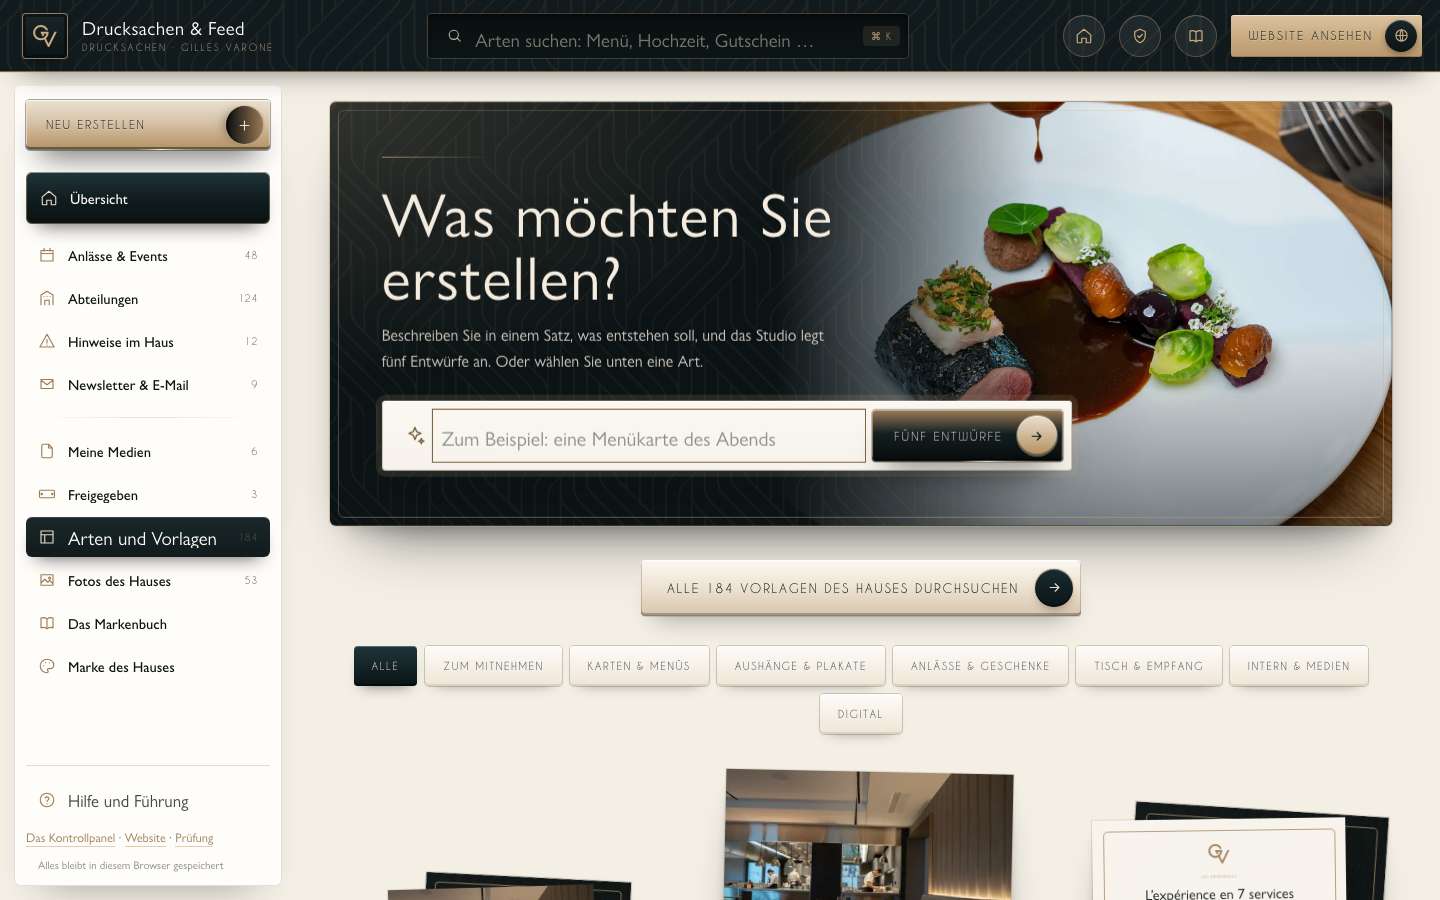 GV
Drucksachen & Feed
DRUCKSACHEN · GILLES VARONE
Arten suchen: Menü, Hochzeit, Gutschein ...
⌘ K
WEBSITE ANSEHEN
NEU ERSTELLEN
Übersicht
Anlässe & Events 48
Abteilungen 124
Hinweise im Haus 12
Newsletter & E-Mail 9
Meine Medien 6
Freigegeben 3
Arten und Vorlagen 184
Fotos des Hauses 53
Das Markenbuch
Marke des Hauses
Hilfe und Führung
Das Kontrollpanel · Website · Prüfung
Alles bleibt in diesem Browser gespeichert
Was möchten Sie
erstellen?
Beschreiben Sie in einem Satz, was entstehen soll, und das Studio legt
fünf Entwürfe an. Oder wählen Sie unten eine Art.
Zum Beispiel: eine Menükarte des Abends
FÜNF ENTWÜRFE
ALLE 184 VORLAGEN DES HAUSES DURCHSUCHEN
ALLE
ZUM MITNEHMEN
KARTEN & MENÜS
AUSHÄNGE & PLAKATE
ANLÄSSE & GESCHENKE
TISCH & EMPFANG
INTERN & MEDIEN
DIGITAL
GV
L'expérience en 7 services